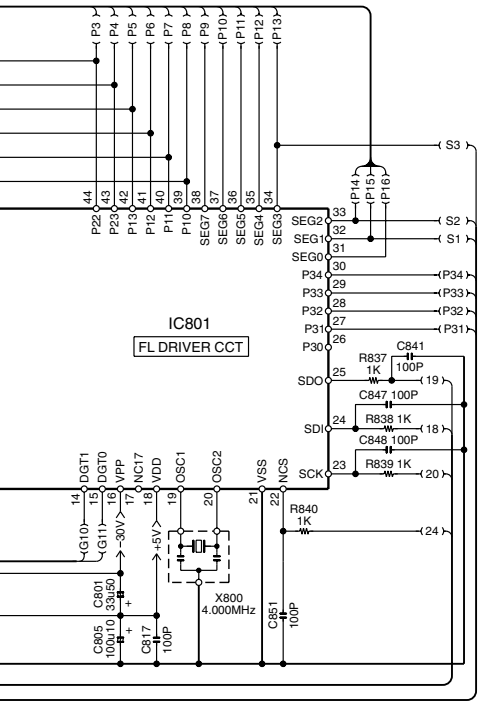 P3 P4 P5 P6 P7 P8 P9 P10 P11 P12 P13
S3
P14 P15 P16
44 43 42 41 40 39 38 37 36 35 34
P22 P23 P13 P12 P11 P10 SEG7 SEG6 SEG5 SEG4 SEG3
SEG2 33 S2
SEG1 32 S1
SEG0 31
P34 30 P34
P33 29 P33
P32 28 P32
P31 27 P31
P30 26
IC801
FL DRIVER CCT
C841
100P
R837
1K
SDO 25 19
C847 100P
SDI 24 R838 1K 18
C848 100P
SCK 23 R839 1K 20
DGT1 DGT0 VPP NC17 VDD OSC1 OSC2 VSS NCS
14 15 16 17 18 19 20 21 22
G10 G11 -30V +5V
R840
1K
24
X800
4.000MHz
C801
33u50
+
C805
100u10
+
C817
100P
C851
100P